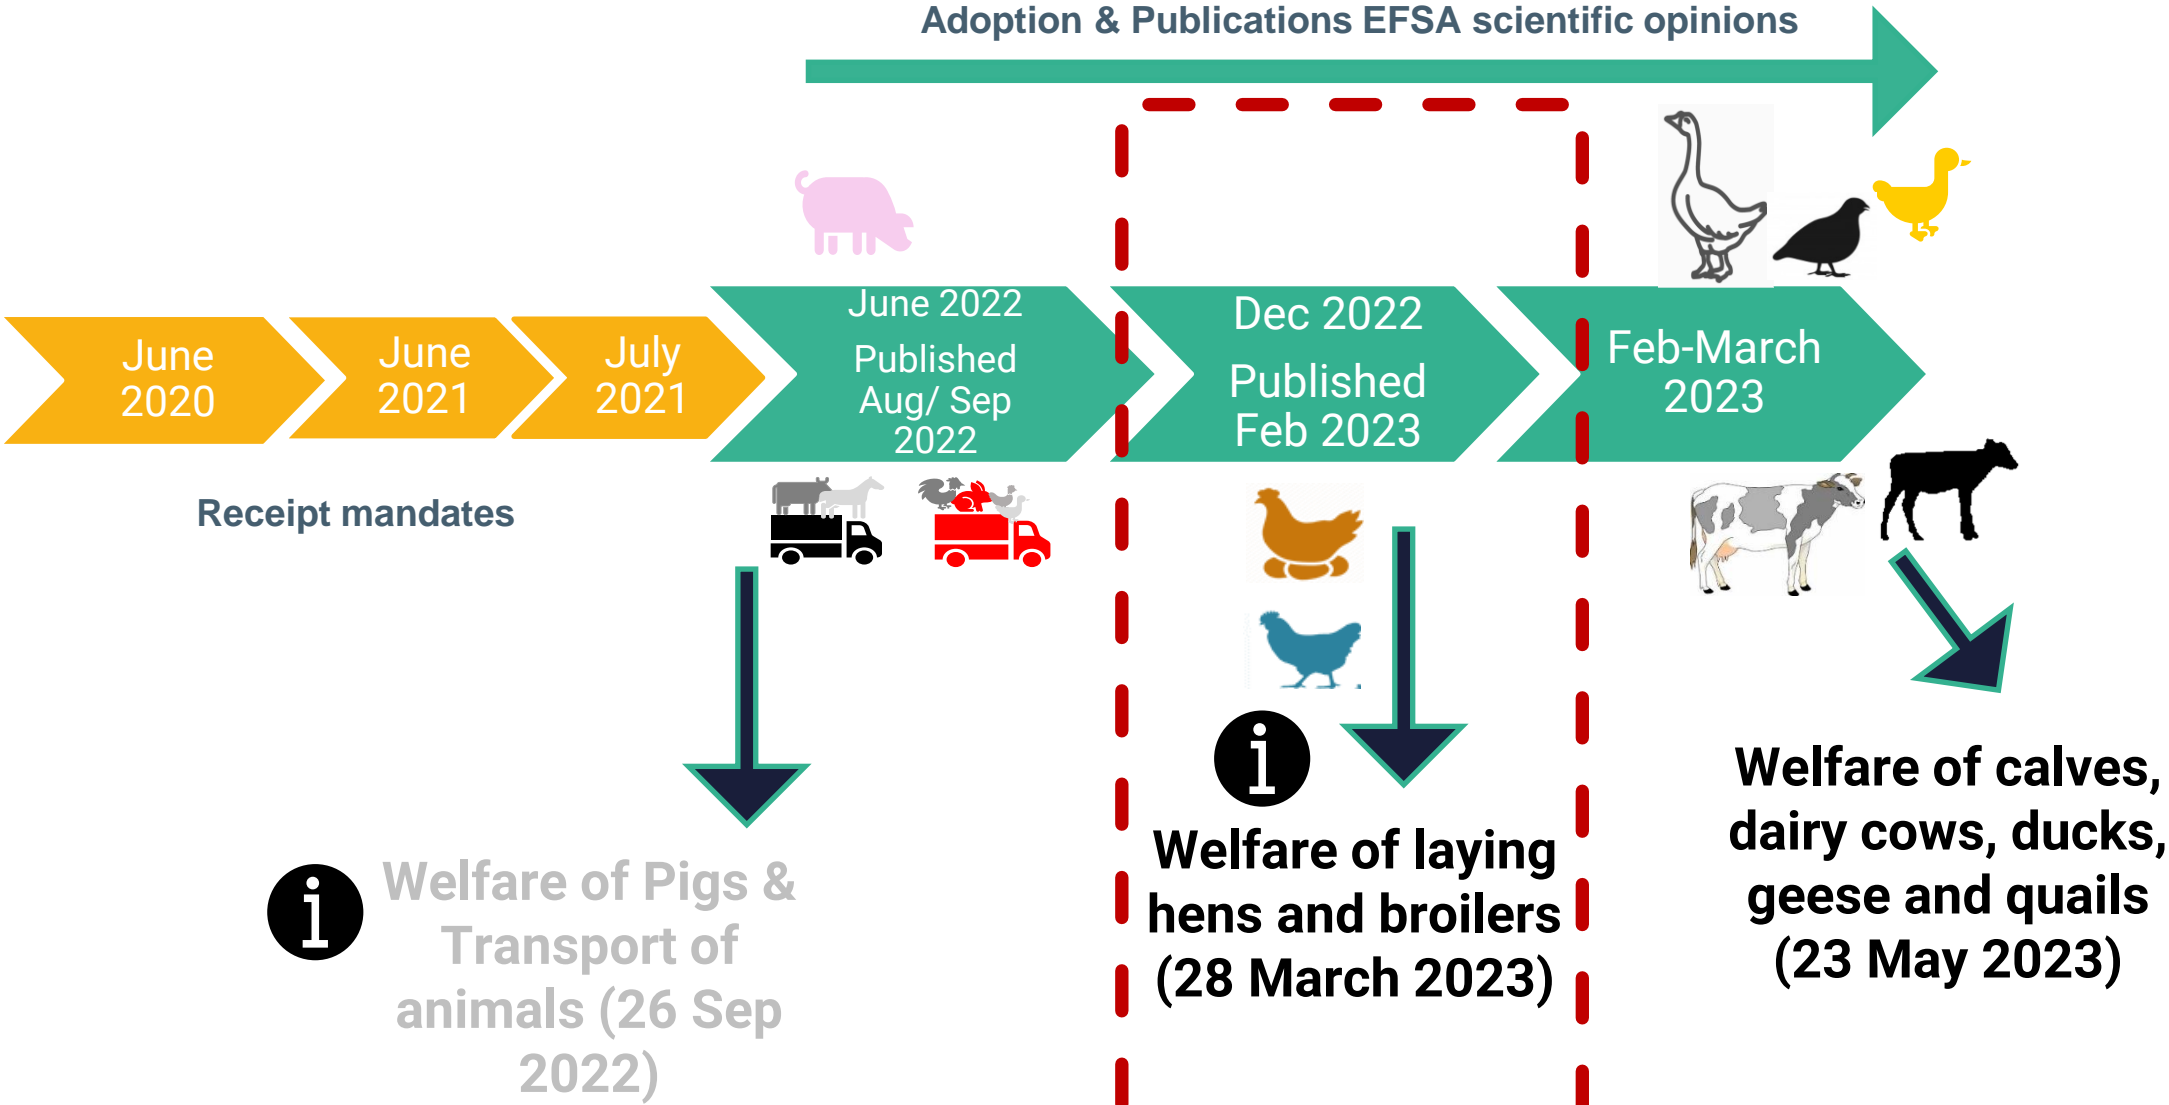 Adoption & Publications EFSA scientific opinions
June
2020
June
2021
July
2021
June 2022
Published
Aug/ Sep
2022
Dec 2022
Published
Feb 2023
Feb-March
2023
Receipt mandates
i
Welfare of Pigs &
Transport of
animals (26 Sep
2022)
i
Welfare of laying
hens and broilers
(28 March 2023)
Welfare of calves,
dairy cows, ducks,
geese and quails
(23 May 2023)